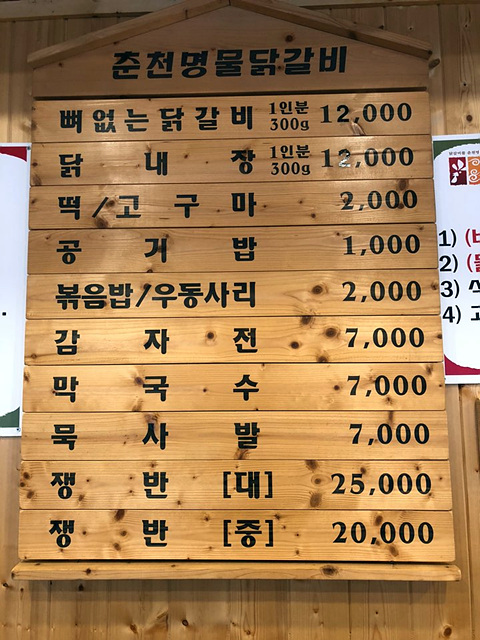 춘천명물닭갈비
뼈없는닭갈비 1인분 300g 12,000
닭내장 1인분 300g 12,000
떡/고구마 2,000
공기밥 1,000
볶음밥/우동사리 2,000
감자전 7,000
막국수 7,000
묵사발 7,000
쟁반 [대] 25,000
쟁반 [중] 20,000
1)
2)
3)
4)